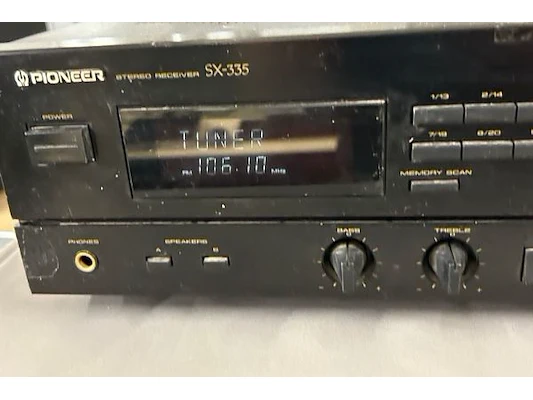 PIONEER STEREO RECEIVER SX-335
POWER
TUNER
FM 106.10 MHz
1/13 2/14
7/19 8/20
MEMORY SCAN
PHONES SPEAKERS BASS TREBLE
A B